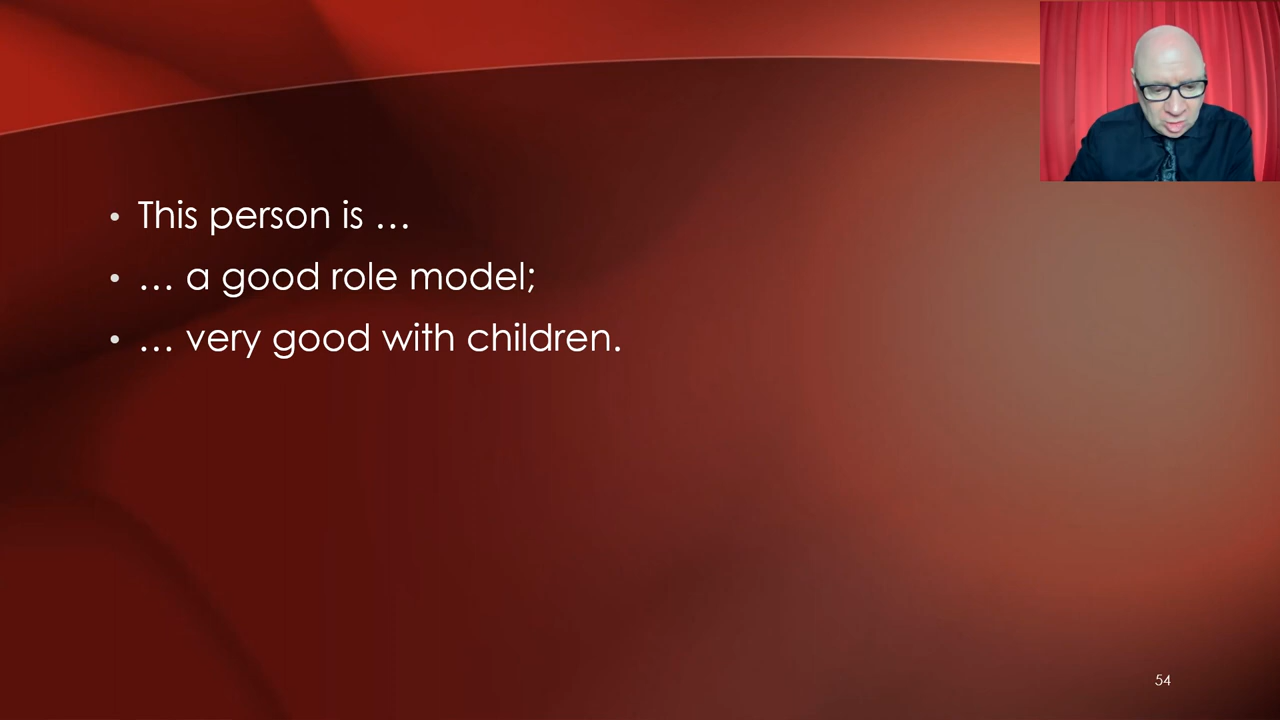 • This person is …
• … a good role model;
• … very good with children.
54